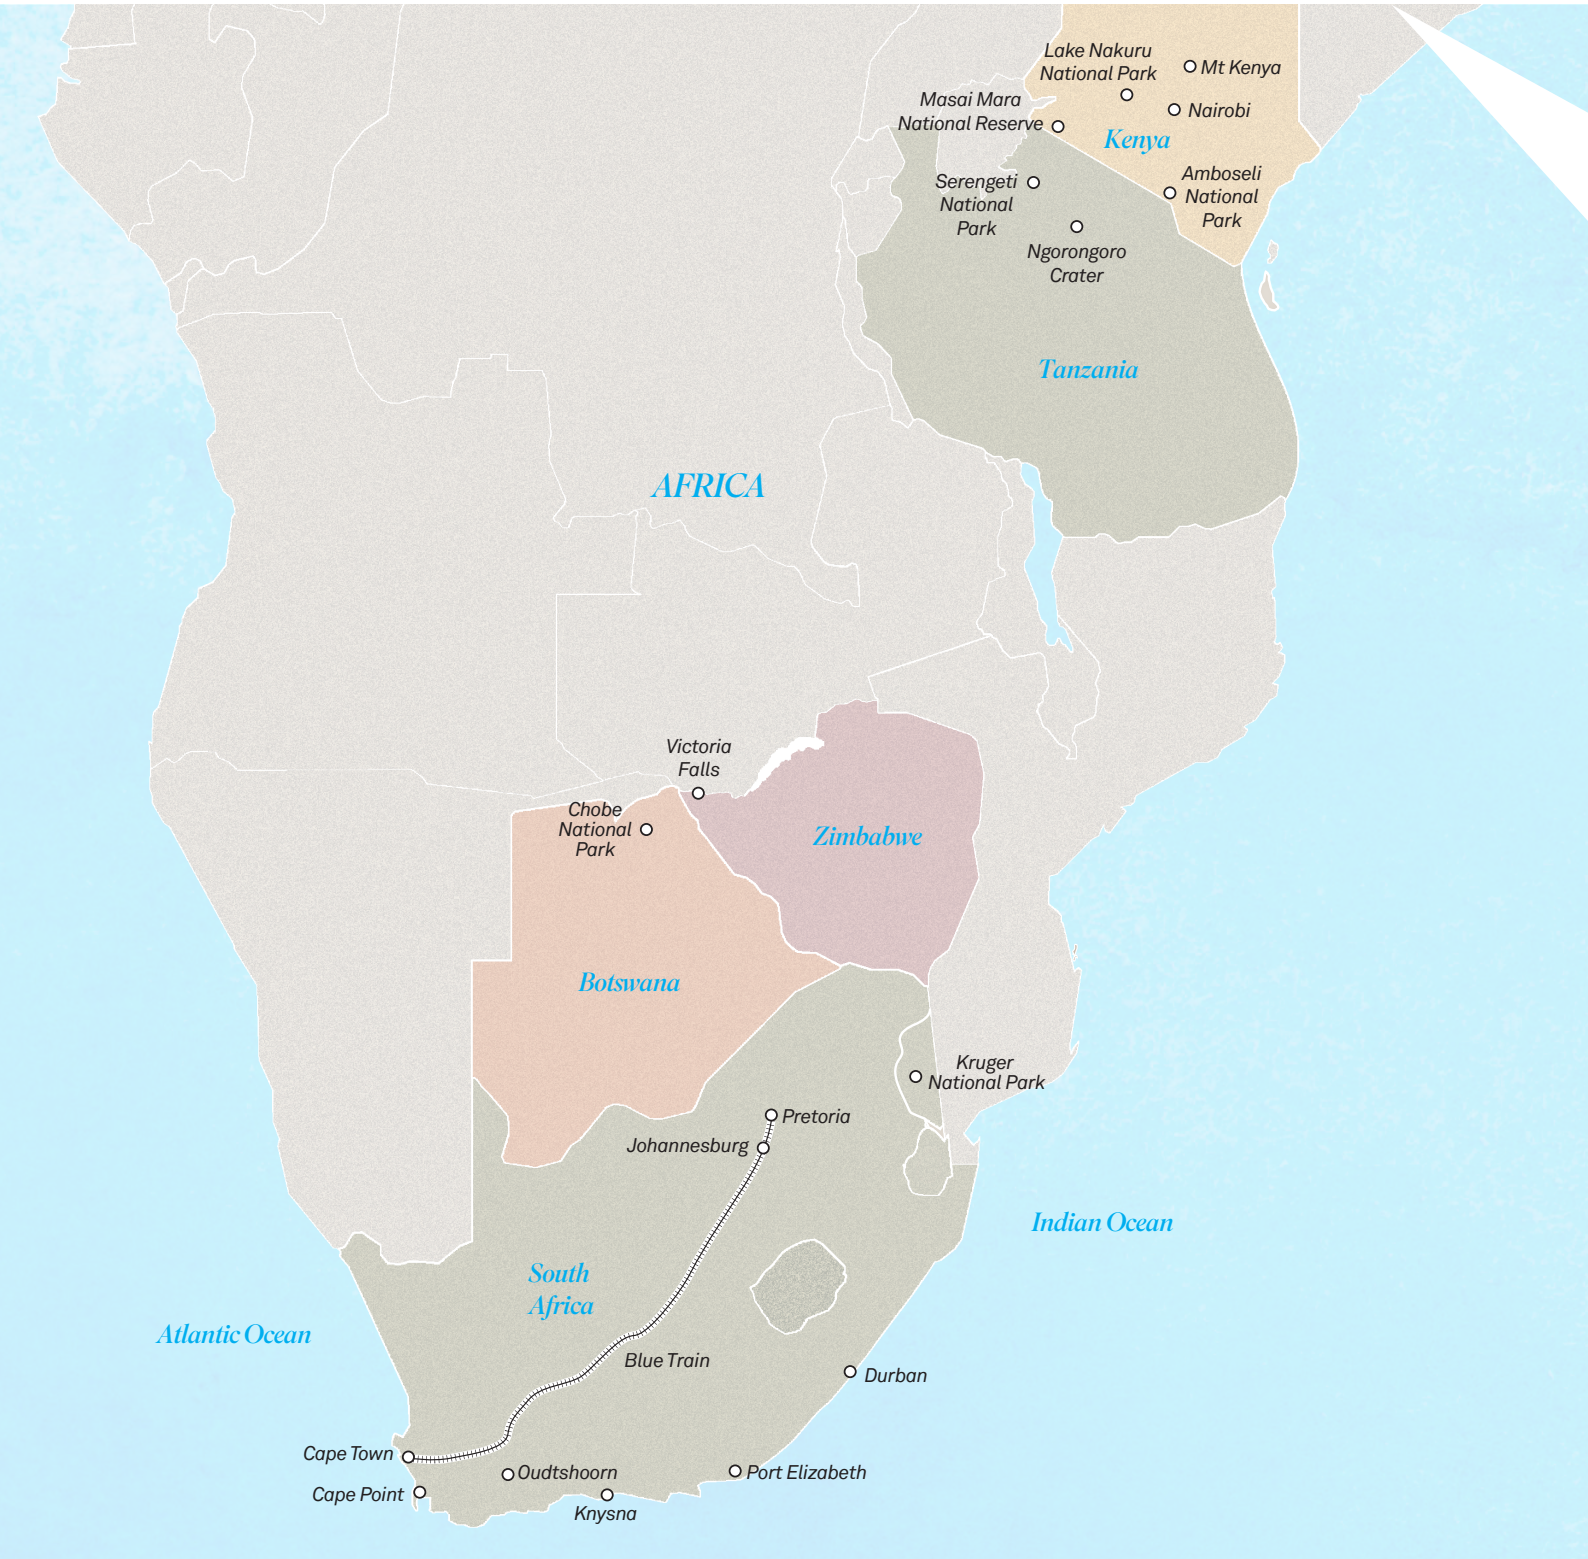 Lake Nakuru
National Park
Mt Kenya
Masai Mara
National Reserve
Nairobi
Kenya
Serengeti
National
Park
Amboseli
National
Park
Ngorongoro
Crater
Tanzania
AFRICA
Victoria
Falls
Chobe
National
Park
Zimbabwe
Botswana
Kruger
National Park
Pretoria
Johannesburg
Indian Ocean
South
Africa
Atlantic Ocean
Blue Train
Durban
Cape Town
Oudtshoorn
Port Elizabeth
Cape Point
Knysna